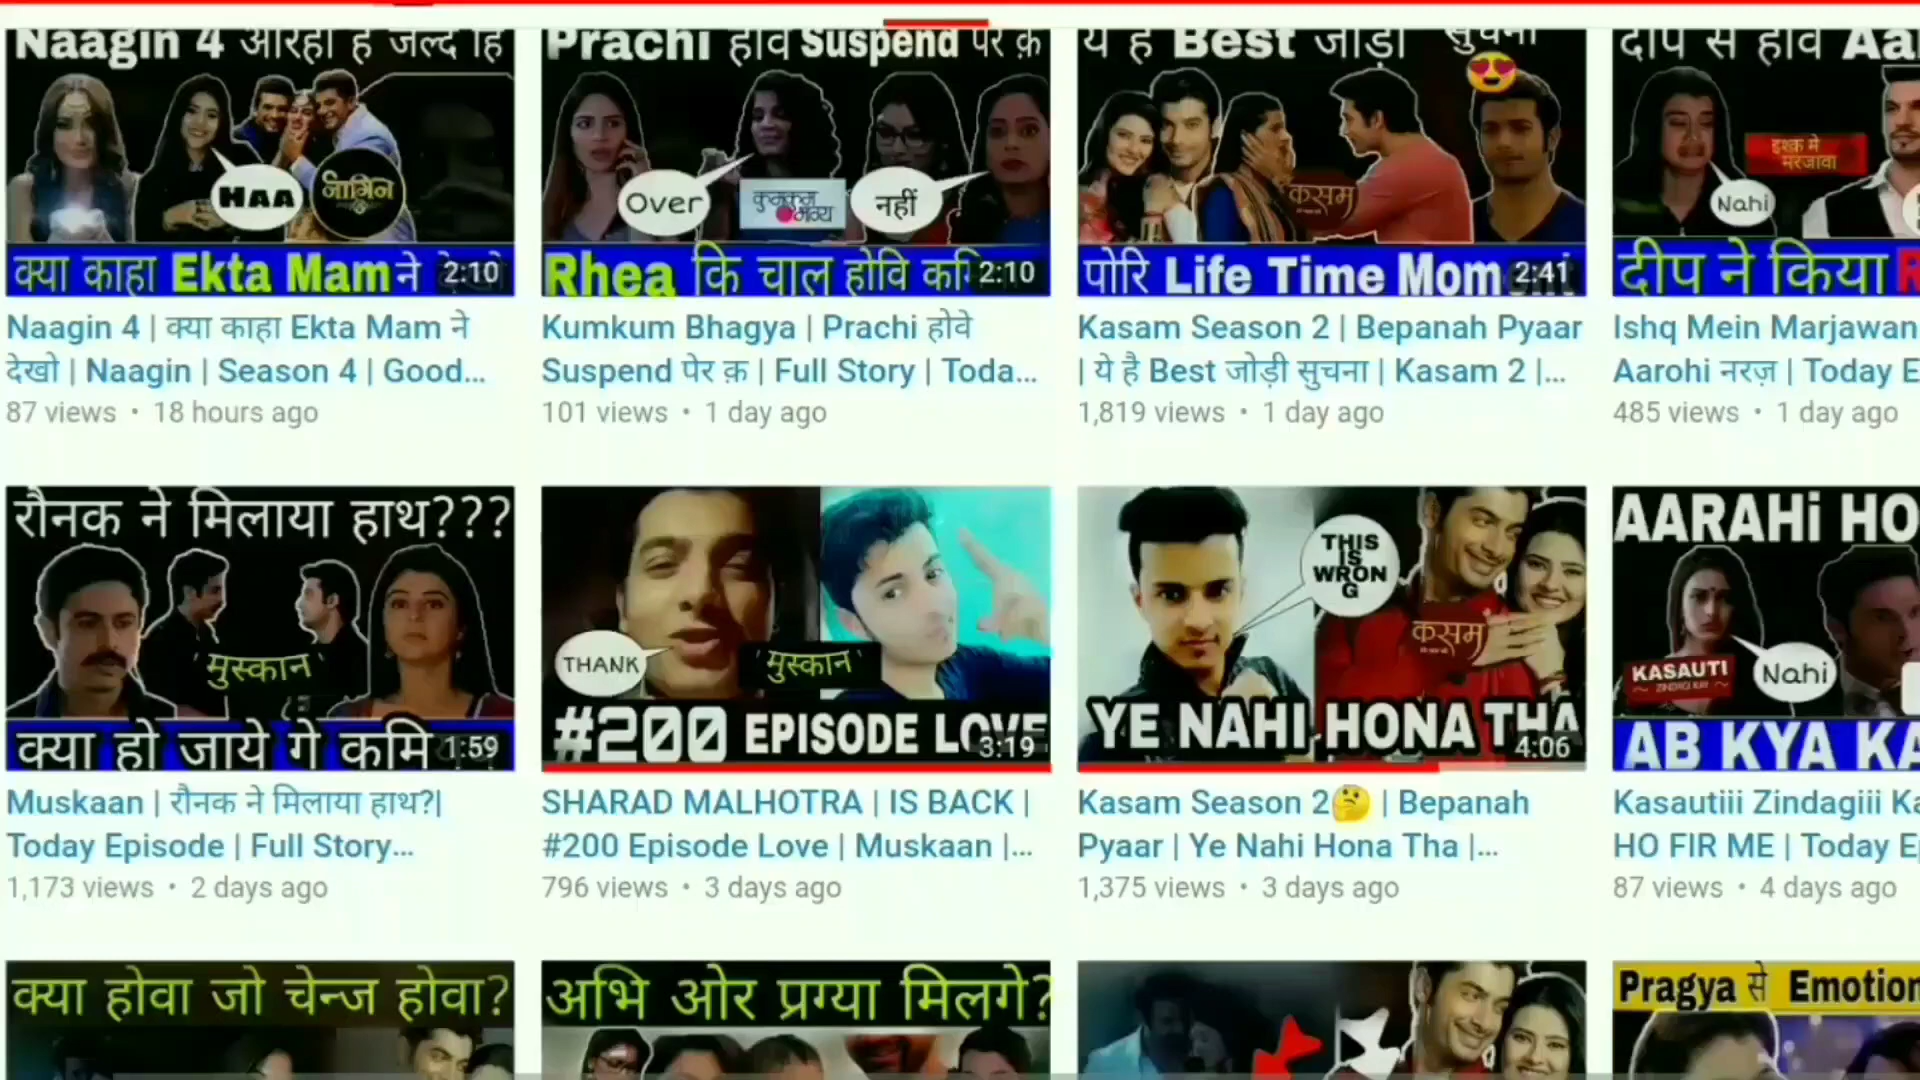 Naagin 4 आरहा है जल्द हि
HAA
नागिन
क्या काहा Ekta Mam ने
2:10
Naagin 4 | क्या काहा Ekta Mam ने
देखो | Naagin | Season 4 | Good...
87 views • 18 hours ago
Prachi होवे Suspend पेर क़
Over
कुमकुम
भाग्य
नहीं
Rhea कि चाल होवि
2:10
Kumkum Bhagya | Prachi होवे
Suspend पेर क़ | Full Story | Toda...
101 views • 1 day ago
ये है Best जोड़ी सुचना
कसम
पोरि Life Time Mom
2:41
Kasam Season 2 | Bepanah Pyaar
| ये है Best जोड़ी सुचना | Kasam 2 |...
1,819 views • 1 day ago
दीप से होवे Aa
इश्क़ में
मरजावां
Nahi
दीप ने किया R
Ishq Mein Marjawan
Aarohi नरज़ | Today E
485 views • 1 day ago
रौनक ने मिलाया हाथ???
मुस्कान
क्या हो जाये गे कमि
1:59
Muskaan | रौनक ने मिलाया हाथ?|
Today Episode | Full Story...
1,173 views • 2 days ago
THANK
मुस्कान
#200 EPISODE LOVE
3:19
SHARAD MALHOTRA | IS BACK |
#200 Episode Love | Muskaan |...
796 views • 3 days ago
THIS
IS
WRON
G
कसम
YE NAHI HONA THA
4:06
Kasam Season 2🤔 | Bepanah
Pyaar | Ye Nahi Hona Tha |...
1,375 views • 3 days ago
AARAHi HO
KASAUTI
ZINDAGII KAY
Nahi
AB KYA KA
Kasautiii Zindagiii Ka
HO FIR ME | Today E
87 views • 4 days ago
क्या होवा जो चेन्ज होवा?
अभि ओर प्रग्या मिलगे?
Pragya से Emotion